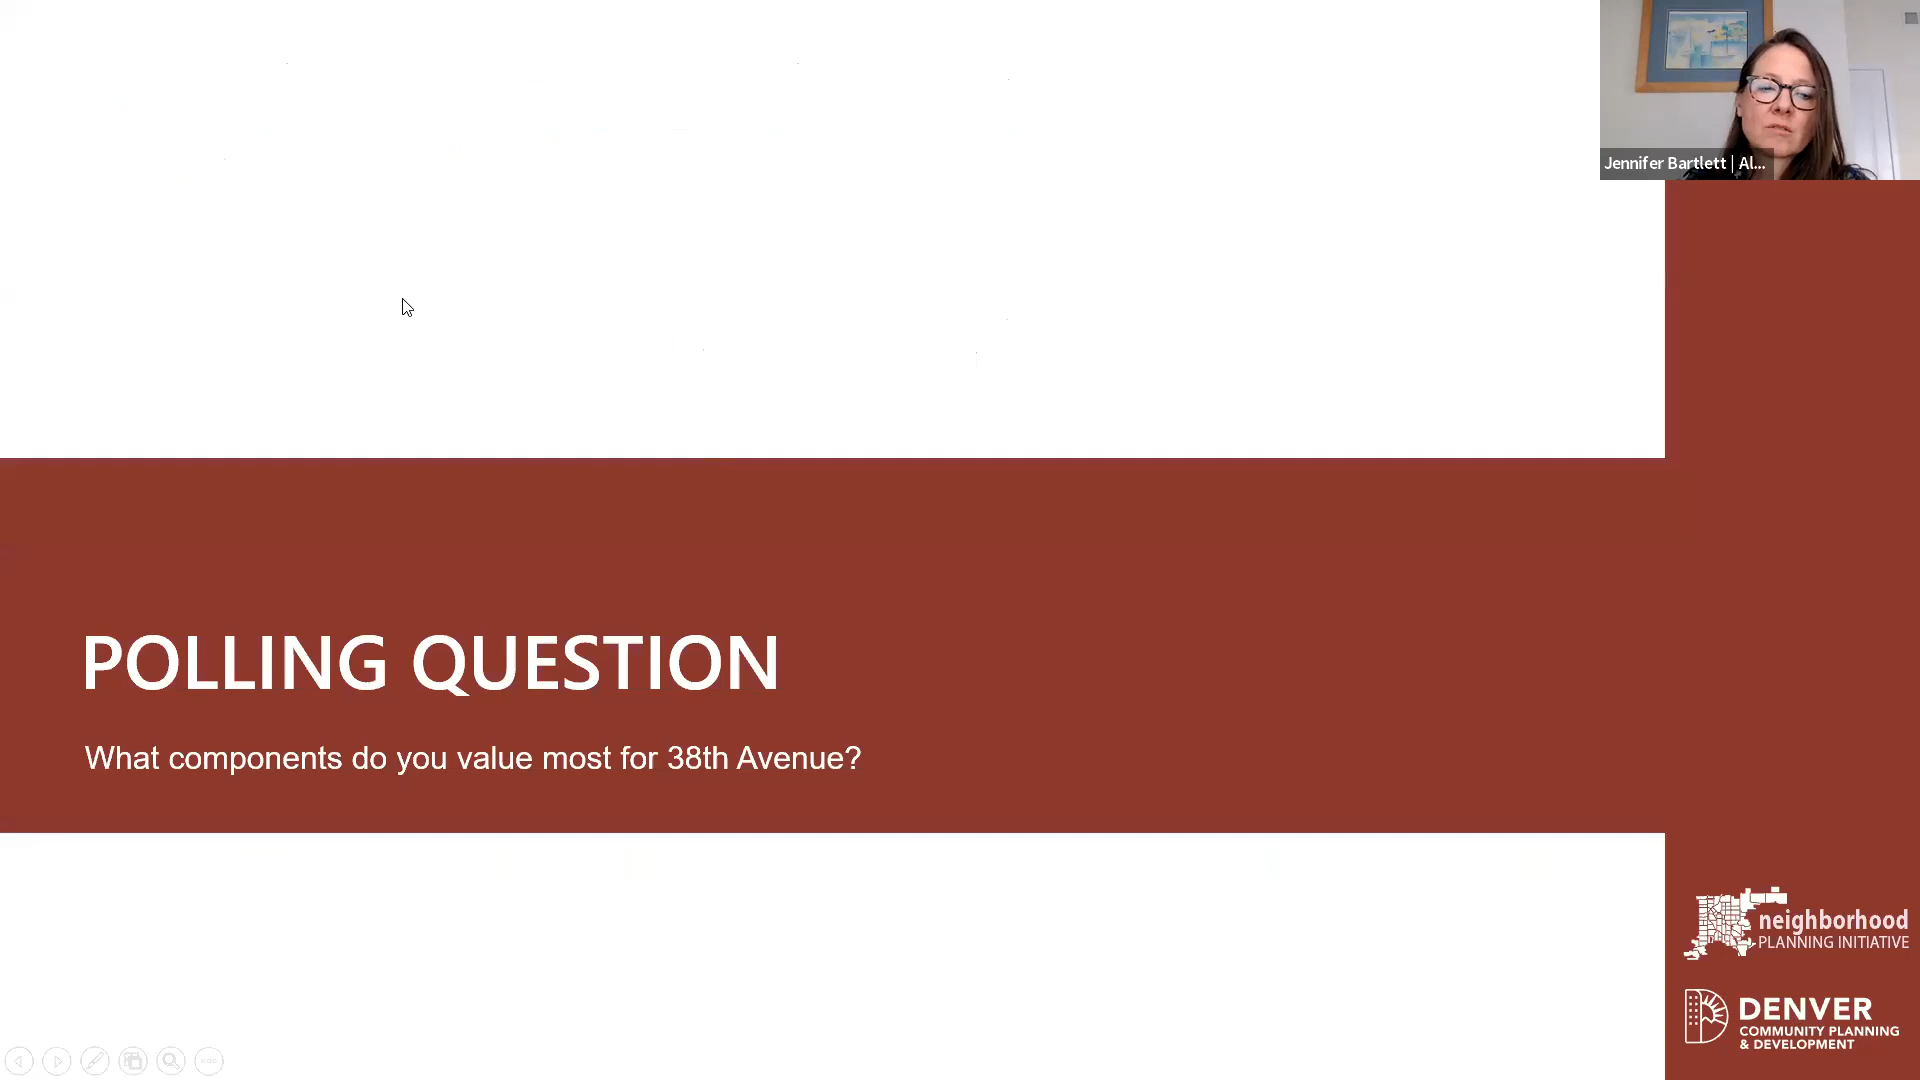 Jennifer Bartlett | Al...
POLLING QUESTION
What components do you value most for 38th Avenue?
neighborhood
PLANNING INITIATIVE
DENVER
COMMUNITY PLANNING
& DEVELOPMENT